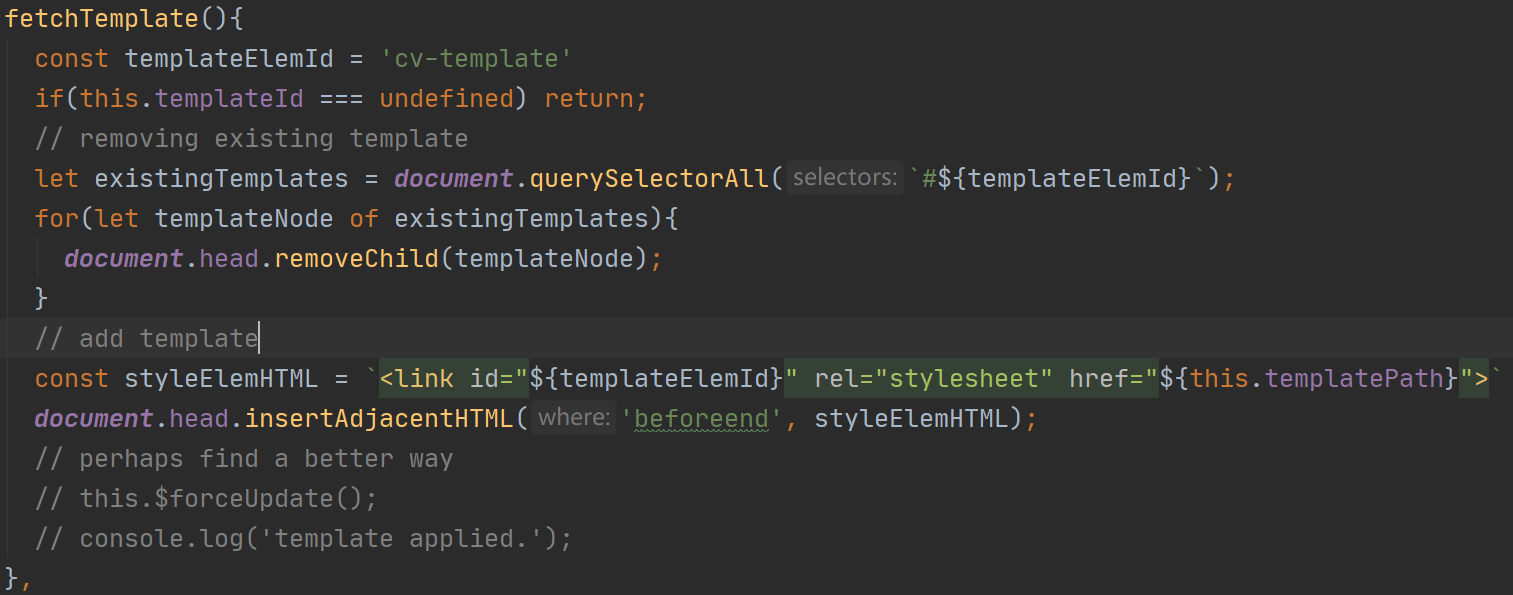 fetchTemplate(){
const templateElemId = 'cv-template'
if(this.templateId === undefined) return;
// removing existing template
let existingTemplates = document.querySelectorAll( selectors: `#${templateElemId}`);
for(let templateNode of existingTemplates){
document.head.removeChild(templateNode);
}
// add template
const styleElemHTML = `<link id="${templateElemId}" rel="stylesheet" href="${this.templatePath}">`
document.head.insertAdjacentHTML( where: 'beforeend', styleElemHTML);
// perhaps find a better way
// this.$forceUpdate();
// console.log('template applied.');
},